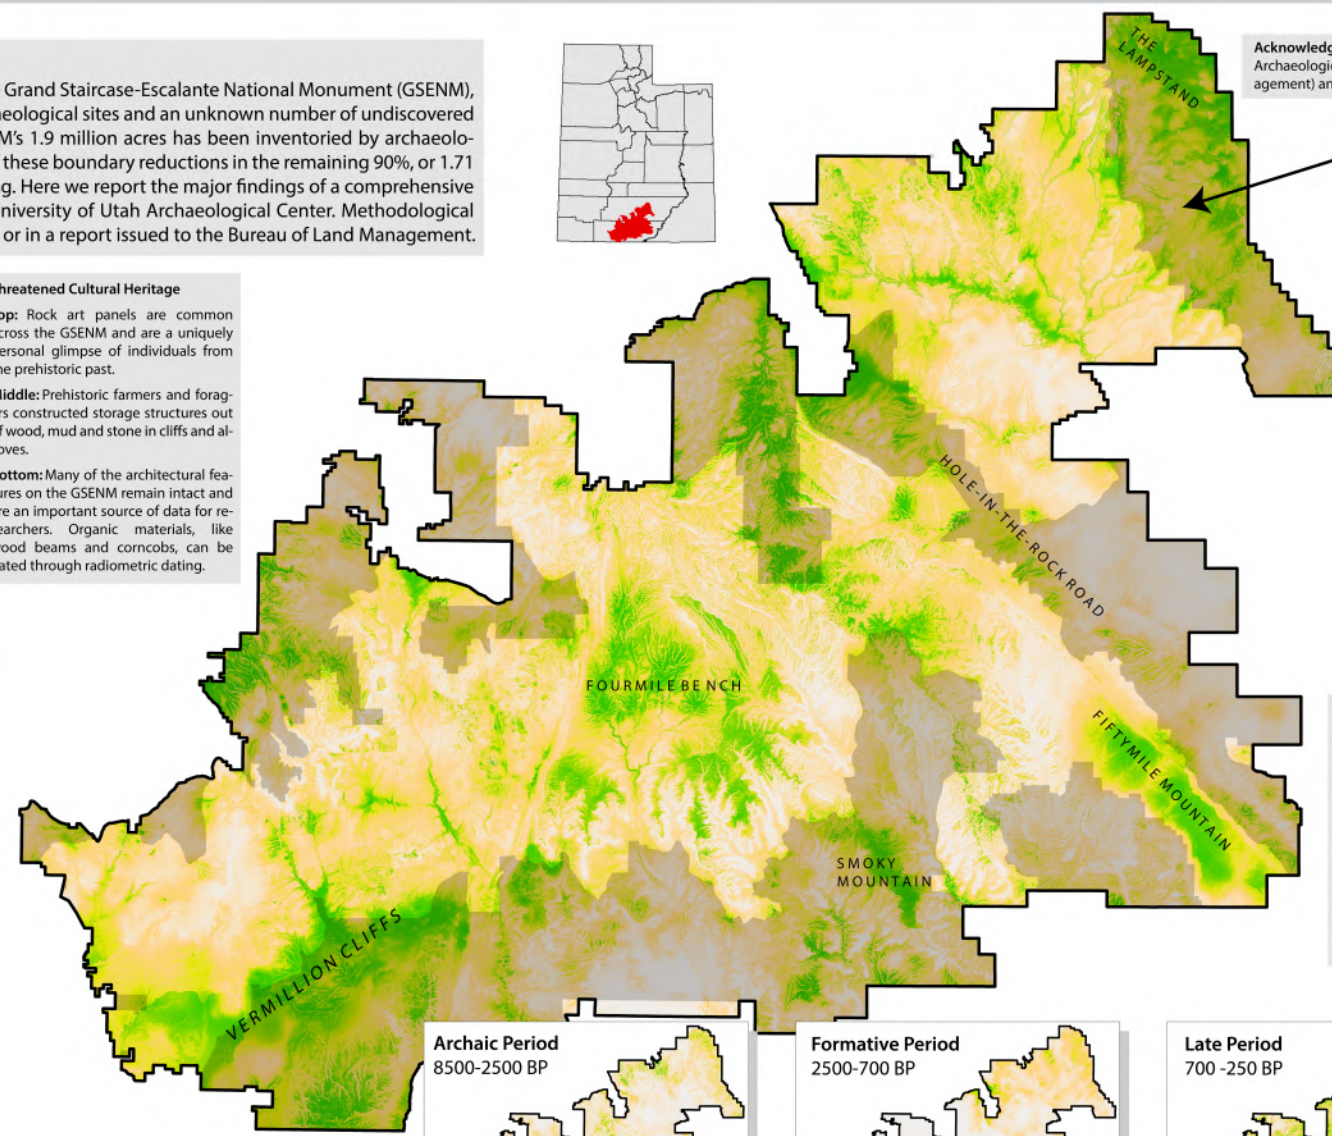 Grand Staircase-Escalante National Monument (GSENM),
aeological sites and an unknown number of undiscovered
M's 1.9 million acres has been inventoried by archaeolo-
these boundary reductions in the remaining 90%, or 1.71
g. Here we report the major findings of a comprehensive
niversity of Utah Archaeological Center. Methodological
or in a report issued to the Bureau of Land Management.
hreatened Cultural Heritage
op: Rock art panels are common
cross the GSENM and are a uniquely
ersonal glimpse of individuals from
ne prehistoric past.
iddle: Prehistoric farmers and forag-
rs constructed storage structures out
f wood, mud and stone in cliffs and al-
oves.
ottom: Many of the architectural fea-
ures on the GSENM remain intact and
re an important source of data for re-
earchers. Organic materials, like
ood beams and corncobs, can be
ated through radiometric dating.
Acknowledg
Archaeologic
agement) an
THE
LAMPSTAND
HOLE-IN-THE-ROCK ROAD
FOURMILE BENCH
FIFTYMILE MOUNTAIN
SMOKY
MOUNTAIN
VERMILLION CLIFFS
Archaic Period
8500-2500 BP
Formative Period
2500-700 BP
Late Period
700 -250 BP